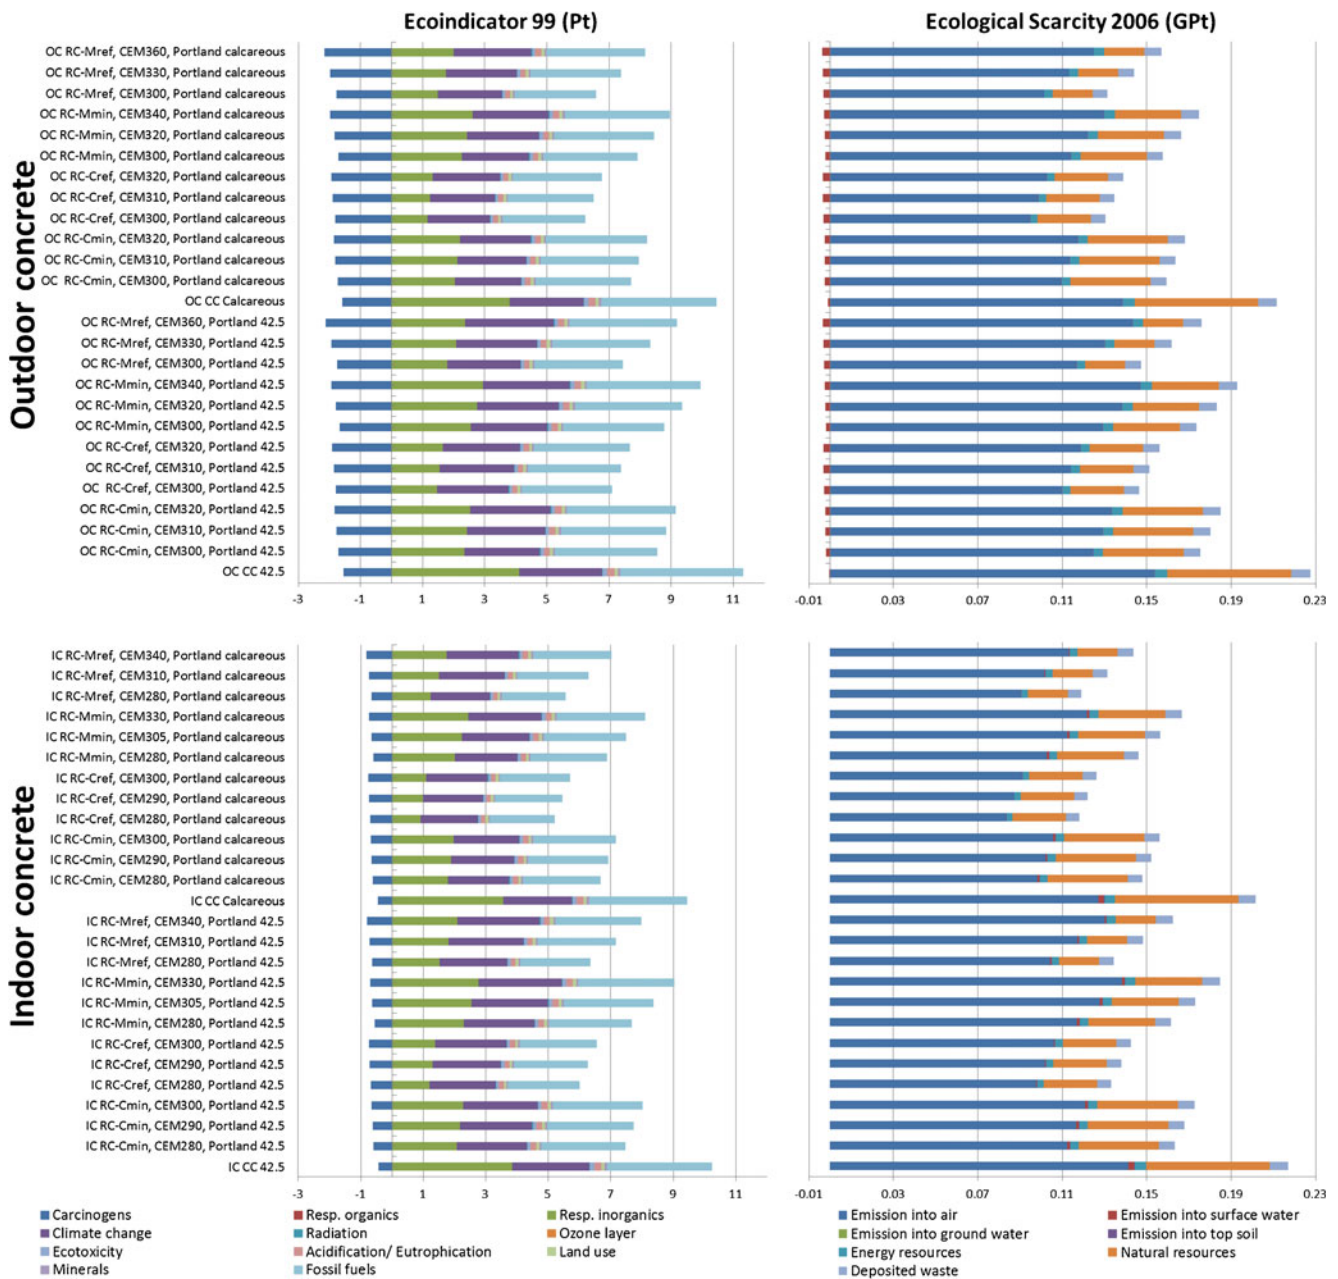 Ecoindicator 99 (Pt)
Ecological Scarcity 2006 (GPt)
Outdoor concrete
OC RC-Mref, CEM360, Portland calcareous
OC RC-Mref, CEM330, Portland calcareous
OC RC-Mref, CEM300, Portland calcareous
OC RC-Mmin, CEM340, Portland calcareous
OC RC-Mmin, CEM320, Portland calcareous
OC RC-Mmin, CEM300, Portland calcareous
OC RC-Cref, CEM320, Portland calcareous
OC RC-Cref, CEM310, Portland calcareous
OC RC-Cref, CEM300, Portland calcareous
OC RC-Cmin, CEM320, Portland calcareous
OC RC-Cmin, CEM310, Portland calcareous
OC RC-Cmin, CEM300, Portland calcareous
OC CC Calcareous
OC RC-Mref, CEM360, Portland 42.5
OC RC-Mref, CEM330, Portland 42.5
OC RC-Mref, CEM300, Portland 42.5
OC RC-Mmin, CEM340, Portland 42.5
OC RC-Mmin, CEM320, Portland 42.5
OC RC-Mmin, CEM300, Portland 42.5
OC RC-Cref, CEM320, Portland 42.5
OC RC-Cref, CEM310, Portland 42.5
OC RC-Cref, CEM300, Portland 42.5
OC RC-Cmin, CEM320, Portland 42.5
OC RC-Cmin, CEM310, Portland 42.5
OC RC-Cmin, CEM300, Portland 42.5
OC CC 42.5
-3 -1 1 3 5 7 9 11
-0.01 0.03 0.07 0.11 0.15 0.19 0.23
Indoor concrete
IC RC-Mref, CEM340, Portland calcareous
IC RC-Mref, CEM310, Portland calcareous
IC RC-Mref, CEM280, Portland calcareous
IC RC-Mmin, CEM330, Portland calcareous
IC RC-Mmin, CEM305, Portland calcareous
IC RC-Mmin, CEM280, Portland calcareous
IC RC-Cref, CEM300, Portland calcareous
IC RC-Cref, CEM290, Portland calcareous
IC RC-Cref, CEM280, Portland calcareous
IC RC-Cmin, CEM300, Portland calcareous
IC RC-Cmin, CEM290, Portland calcareous
IC RC-Cmin, CEM280, Portland calcareous
IC CC Calcareous
IC RC-Mref, CEM340, Portland 42.5
IC RC-Mref, CEM310, Portland 42.5
IC RC-Mref, CEM280, Portland 42.5
IC RC-Mmin, CEM330, Portland 42.5
IC RC-Mmin, CEM305, Portland 42.5
IC RC-Mmin, CEM280, Portland 42.5
IC RC-Cref, CEM300, Portland 42.5
IC RC-Cref, CEM290, Portland 42.5
IC RC-Cref, CEM280, Portland 42.5
IC RC-Cmin, CEM300, Portland 42.5
IC RC-Cmin, CEM290, Portland 42.5
IC RC-Cmin, CEM280, Portland 42.5
IC CC 42.5
-3 -1 1 3 5 7 9 11
-0.01 0.03 0.07 0.11 0.15 0.19 0.23
Carcinogens Resp. organics Resp. inorganics
Climate change Radiation Ozone layer
Ecotoxicity Acidification/ Eutrophication Land use
Minerals Fossil fuels
Emission into air Emission into surface water
Emission into ground water Emission into top soil
Energy resources Natural resources
Deposited waste